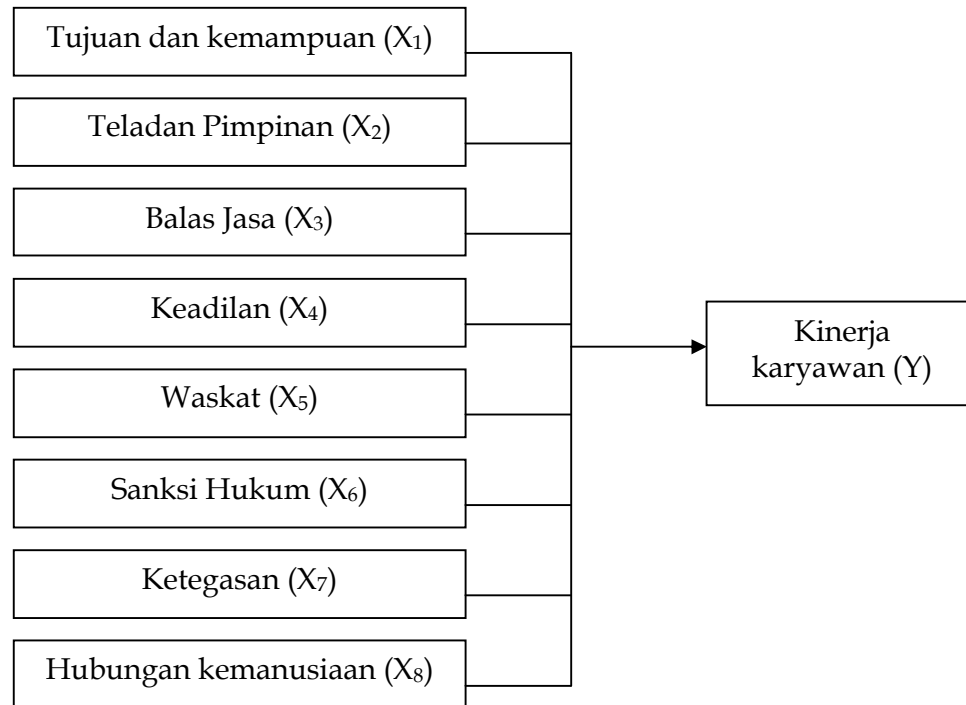 Tujuan dan kemampuan (X₁)
Teladan Pimpinan (X₂)
Balas Jasa (X₃)
Keadilan (X₄)
Waskat (X₅)
Sanksi Hukum (X₆)
Ketegasan (X₇)
Hubungan kemanusiaan (X₈)
Kinerja
karyawan (Y)